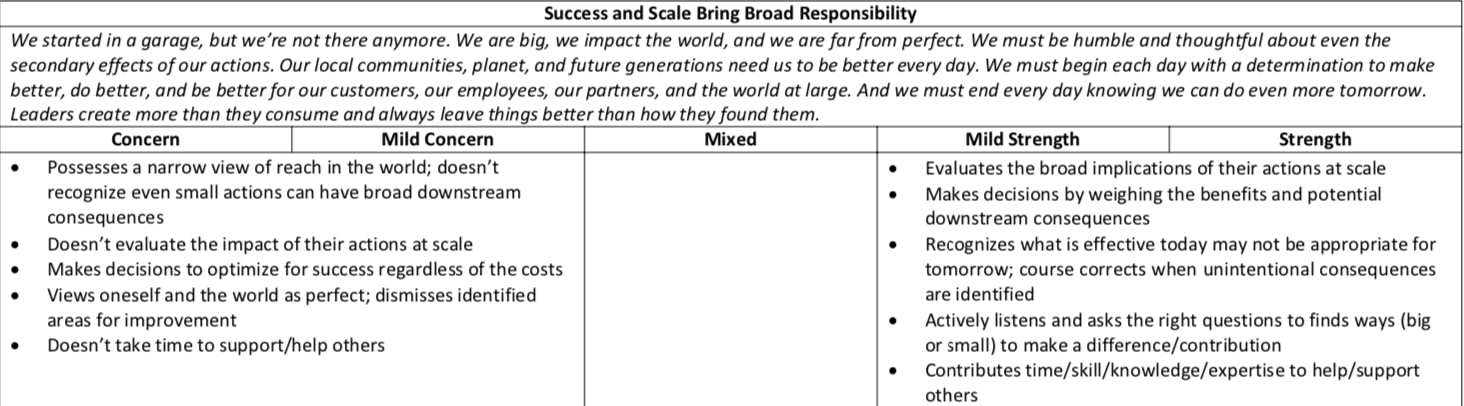 Success and Scale Bring Broad Responsibility
We started in a garage, but we're not there anymore. We are big, we impact the world, and we are far from perfect. We must be humble and thoughtful about even the
secondary effects of our actions. Our local communities, planet, and future generations need us to be better every day. We must begin each day with a determination to make
better, do better, and be better for our customers, our employees, our partners, and the world at large. And we must end every day knowing we can do even more tomorrow.
Leaders create more than they consume and always leave things better than how they found them.
Concern
Mild Concern
Mixed
Mild Strength
Strength
• Possesses a narrow view of reach in the world; doesn't
recognize even small actions can have broad downstream
consequences
• Doesn't evaluate the impact of their actions at scale
• Makes decisions to optimize for success regardless of the costs
• Views oneself and the world as perfect; dismisses identified
areas for improvement
• Doesn't take time to support/help others
• Evaluates the broad implications of their actions at scale
• Makes decisions by weighing the benefits and potential
downstream consequences
• Recognizes what is effective today may not be appropriate for
tomorrow; course corrects when unintentional consequences
are identified
• Actively listens and asks the right questions to finds ways (big
or small) to make a difference/contribution
• Contributes time/skill/knowledge/expertise to help/support
others